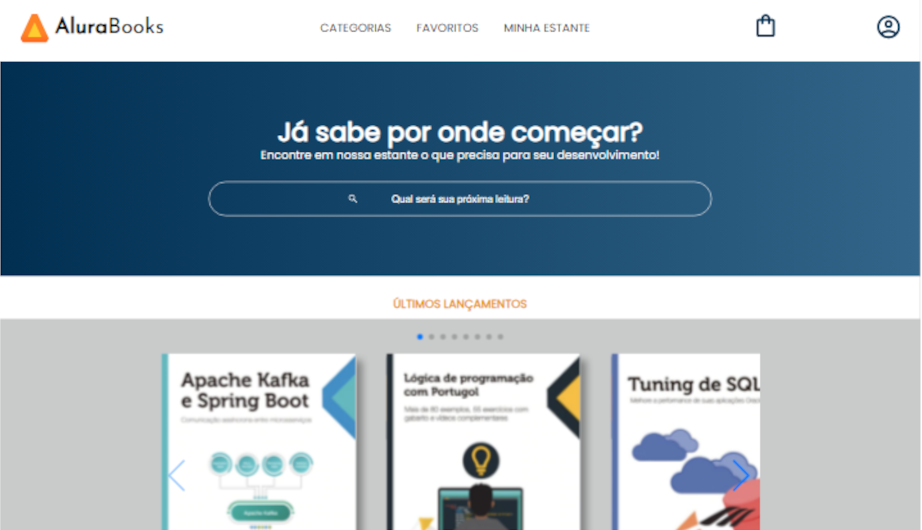 AluraBooks
CATEGORIAS
FAVORITOS
MINHA ESTANTE
Já sabe por onde começar?
Encontre em nossa estante o que precisa para seu desenvolvimento!
Qual será sua próxima leitura?
ÚLTIMOS LANÇAMENTOS
Apache Kafka
e Spring Boot
Comunicação assíncrona entre microsserviços
Apache Kafka
Lógica de programação
com Portugol
Mais de 80 exemplos, 55 exercícios com
gabarito e vídeos complementares
Tuning de SQL
Melhore a performance de suas aplicações